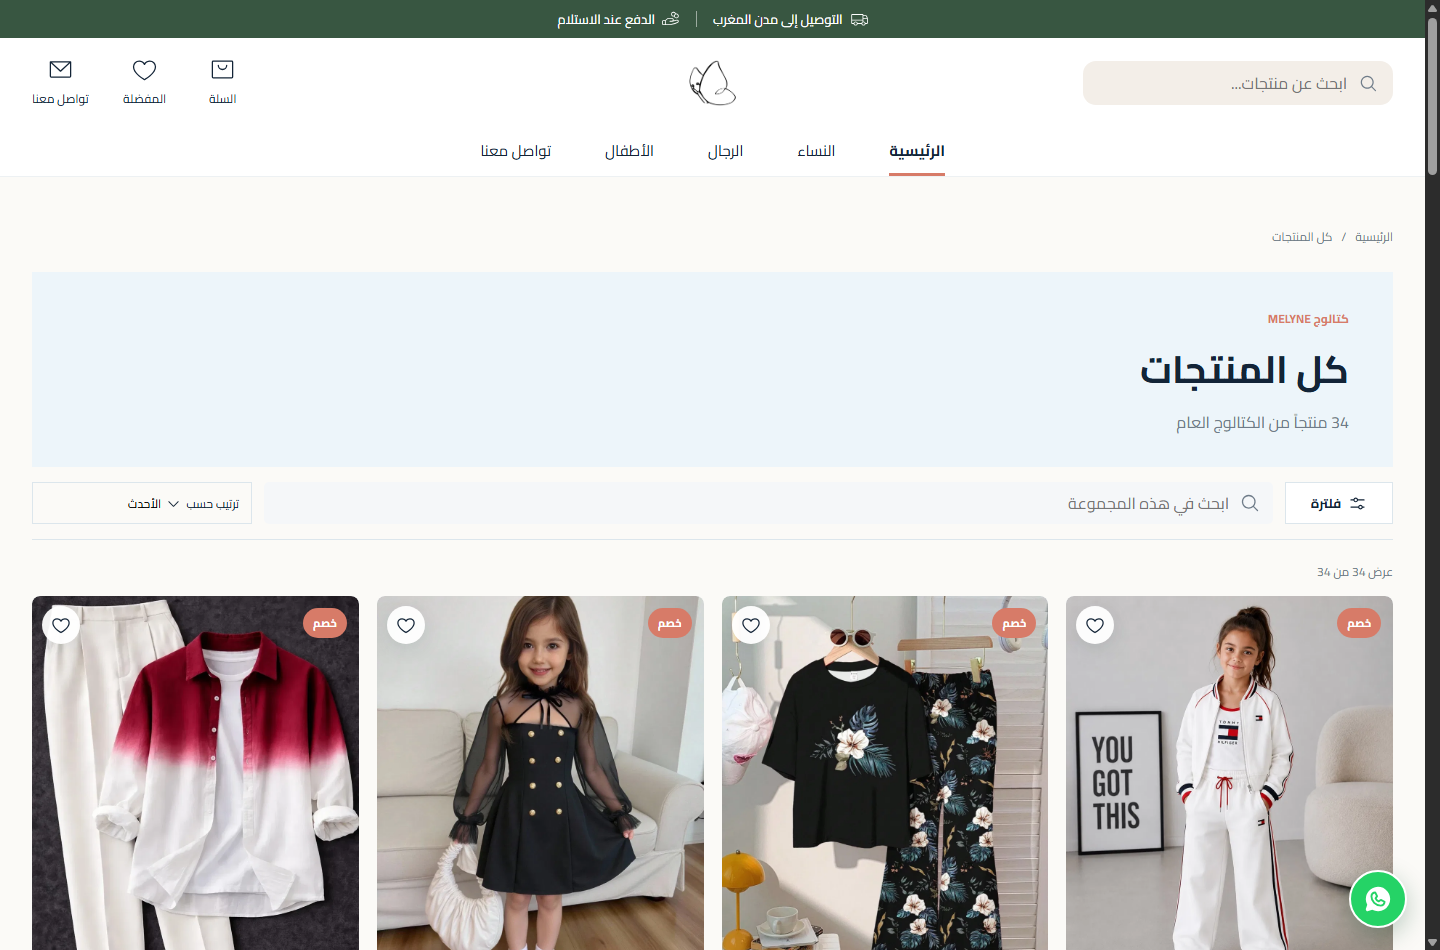 التوصيل إلى مدن المغرب
الدفع عند الاستلام
ابحث عن منتجات...
السلة
المفضلة
تواصل معنا
الرئيسية
النساء
الرجال
الأطفال
تواصل معنا
الرئيسية / كل المنتجات
كتالوج MELYNE
كل المنتجات
34 منتجاً من الكتالوج العام
فلترة
ابحث في هذه المجموعة
ترتيب حسب الأحدث
عرض 34 من 34
خصم
خصم
خصم
خصم
TOMMY
HILFIGER
YOU
GOT
THIS